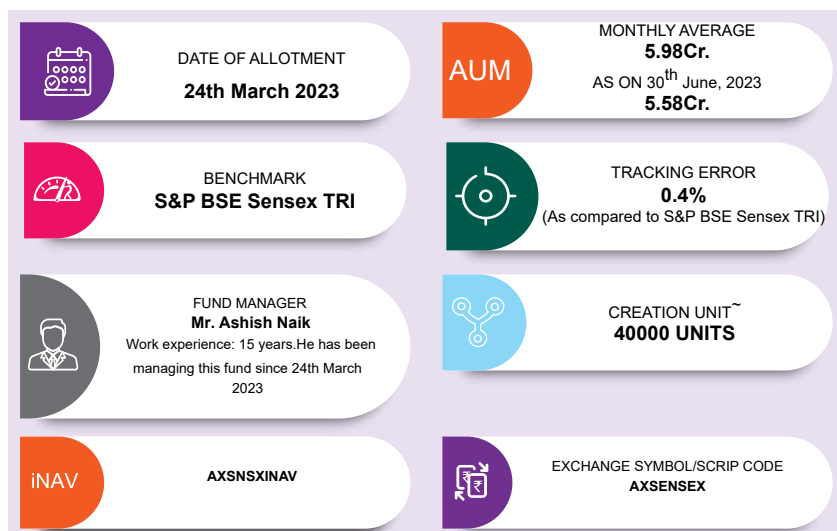 DATE OF ALLOTMENT
24th March 2023
AUM
MONTHLY AVERAGE
5.98Cr.
AS ON 30th June, 2023
5.58Cr.
BENCHMARK
S&P BSE Sensex TRI
TRACKING ERROR
0.4%
(As compared to S&P BSE Sensex TRI)
FUND MANAGER
Mr. Ashish Naik
Work experience: 15 years.He has been
managing this fund since 24th March
2023
CREATION UNIT~
40000 UNITS
iNAV
AXSNSXINAV
EXCHANGE SYMBOL/SCRIP CODE
AXSENSEX